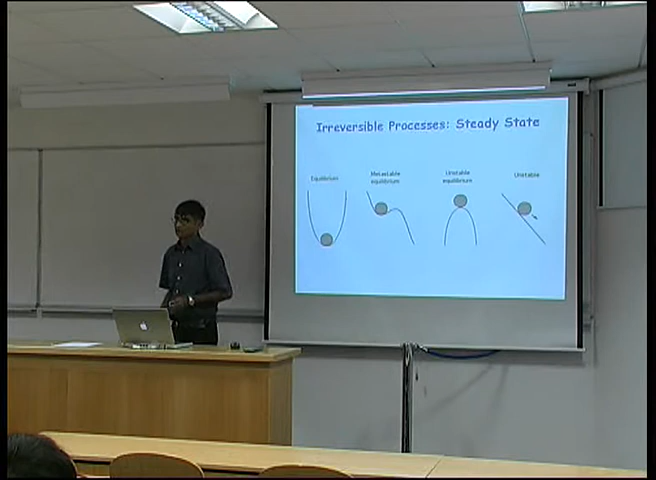 Irreversible Processes: Steady State
Equilibrium
Metastable
equilibrium
Unstable
equilibrium
Unstable